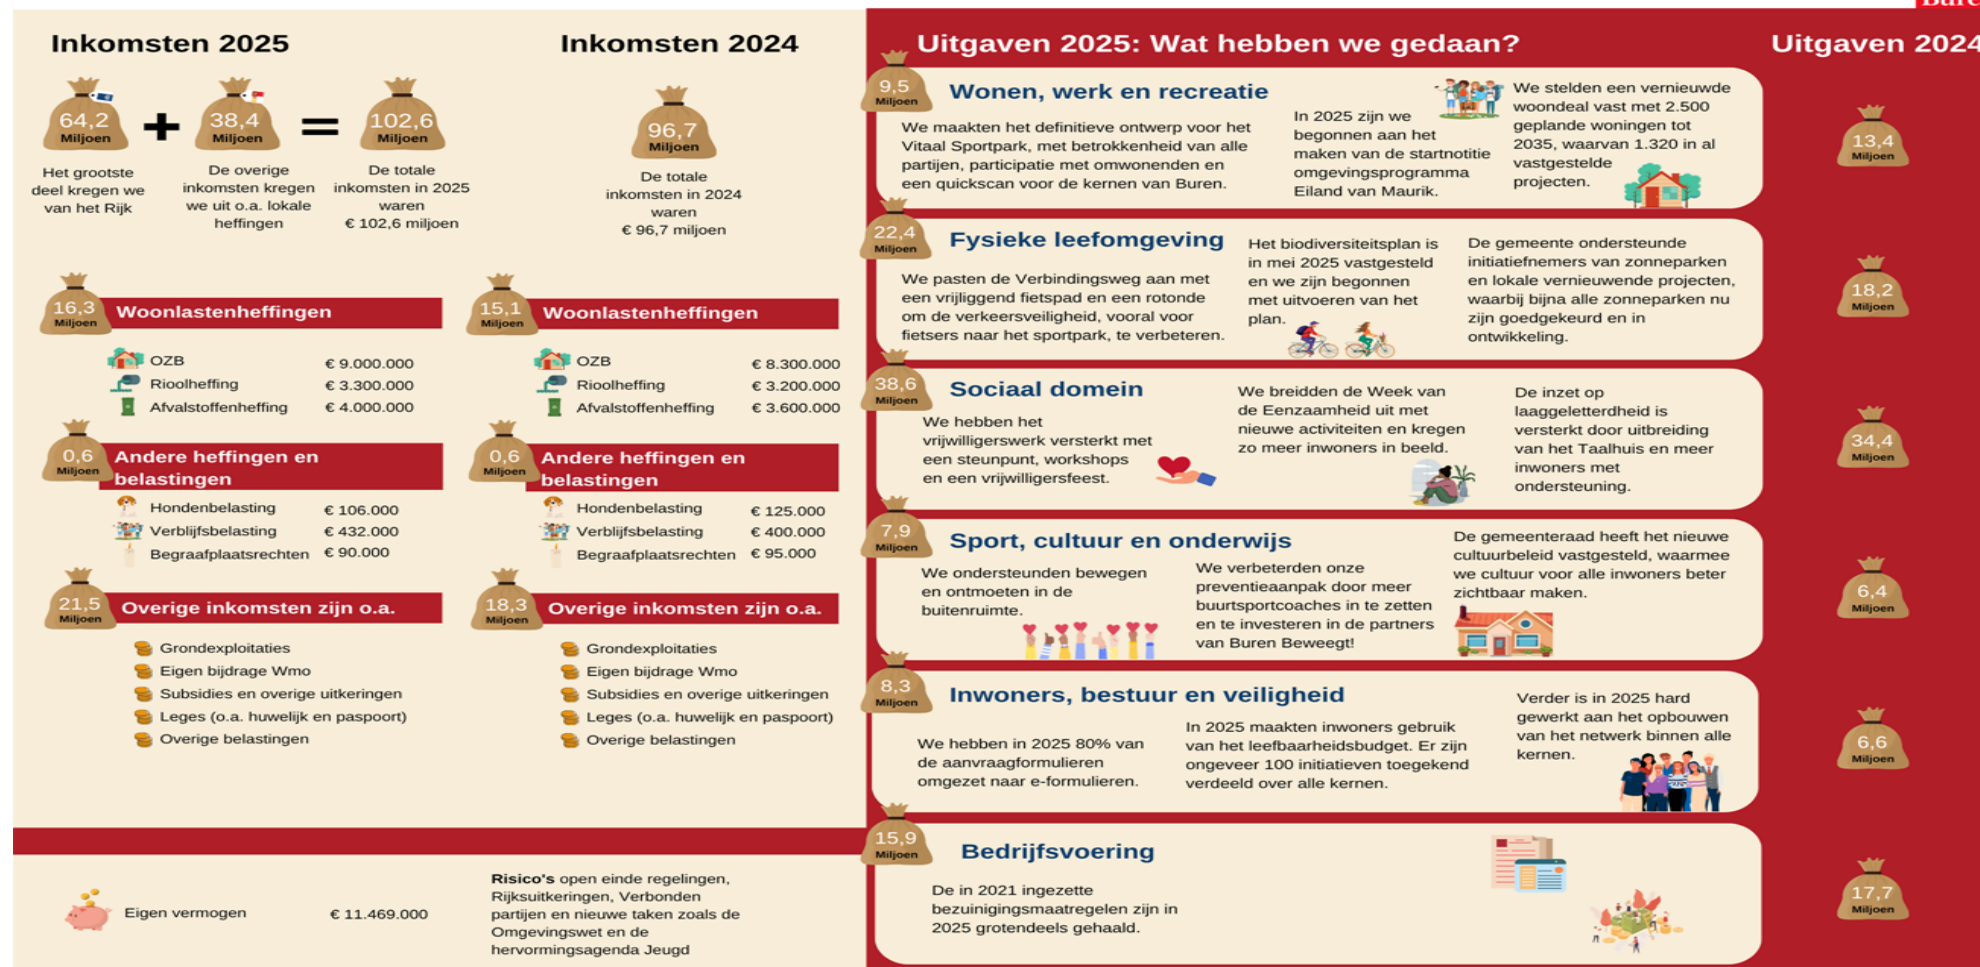 Inkomsten 2025
64,2
Miljoen
38,4
Miljoen
102,6
Miljoen
Het grootste
deel kregen we
van het Rijk
De overige
inkomsten kregen
we uit o.a. lokale
heffingen
De totale
inkomsten in 2025
waren
€ 102,6 miljoen
Inkomsten 2024
96,7
Miljoen
De totale
inkomsten in 2024
waren
€ 96,7 miljoen
16,3
Miljoen
Woonlastenheffingen
OZB € 9.000.000
Rioolheffing € 3.300.000
Afvalstoffenheffing € 4.000.000
0,6
Miljoen
Andere heffingen en
belastingen
Hondenbelasting € 106.000
Verblijfsbelasting € 432.000
Begraafplaatsrechten € 90.000
21,5
Miljoen
Overige inkomsten zijn o.a.
Grondexploitaties
Eigen bijdrage Wmo
Subsidies en overige uitkeringen
Leges (o.a. huwelijk en paspoort)
Overige belastingen
15,1
Miljoen
Woonlastenheffingen
OZB € 8.300.000
Rioolheffing € 3.200.000
Afvalstoffenheffing € 3.600.000
0,6
Miljoen
Andere heffingen en
belastingen
Hondenbelasting € 125.000
Verblijfsbelasting € 400.000
Begraafplaatsrechten € 95.000
18,3
Miljoen
Overige inkomsten zijn o.a.
Grondexploitaties
Eigen bijdrage Wmo
Subsidies en overige uitkeringen
Leges (o.a. huwelijk en paspoort)
Overige belastingen
Eigen vermogen € 11.469.000
Risico's open einde regelingen,
Rijksuitkeringen, Verbonden
partijen en nieuwe taken zoals de
Omgevingswet en de
hervormingsagenda Jeugd
Uitgaven 2025: Wat hebben we gedaan?
Uitgaven 2024
9,5
Miljoen
Wonen, werk en recreatie
We maakten het definitieve ontwerp voor het
Vitaal Sportpark, met betrokkenheid van alle
partijen, participatie met omwonenden en
een quickscan voor de kernen van Buren.
In 2025 zijn we
begonnen aan het
maken van de startnotitie
omgevingsprogramma
Eiland van Maurik.
We stelden een vernieuwde
woondeal vast met 2.500
geplande woningen tot
2035, waarvan 1.320 in al
vastgestelde
projecten.
13,4
Miljoen
22,4
Miljoen
Fysieke leefomgeving
We pasten de Verbindingsweg aan met
een vrijliggend fietspad en een rotonde
om de verkeersveiligheid, vooral voor
fietsers naar het sportpark, te verbeteren.
Het biodiversiteitsplan is
in mei 2025 vastgesteld
en we zijn begonnen
met uitvoeren van het
plan.
De gemeente ondersteunde
initiatiefnemers van zonneparken
en lokale vernieuwende projecten,
waarbij bijna alle zonneparken nu
zijn goedgekeurd en in
ontwikkeling.
18,2
Miljoen
38,6
Miljoen
Sociaal domein
We hebben het
vrijwilligerswerk versterkt met
een steunpunt, workshops
en een vrijwilligersfeest.
We breidden de Week van
de Eenzaamheid uit met
nieuwe activiteiten en kregen
zo meer inwoners in beeld.
De inzet op
laaggeletterdheid is
versterkt door uitbreiding
van het Taalhuis en meer
inwoners met
ondersteuning.
34,4
Miljoen
7,9
Miljoen
Sport, cultuur en onderwijs
We ondersteunden bewegen
en ontmoeten in de
buitenruimte.
We verbeterden onze
preventieaanpak door meer
buurtsportcoaches in te zetten
en te investeren in de partners
van Buren Beweegt!
De gemeenteraad heeft het nieuwe
cultuurbeleid vastgesteld, waarmee
we cultuur voor alle inwoners beter
zichtbaar maken.
6,4
Miljoen
8,3
Miljoen
Inwoners, bestuur en veiligheid
We hebben in 2025 80% van
de aanvraagformulieren
omgezet naar e-formulieren.
In 2025 maakten inwoners gebruik
van het leefbaarheidsbudget. Er zijn
ongeveer 100 initiatieven toegekend
verdeeld over alle kernen.
Verder is in 2025 hard
gewerkt aan het opbouwen
van het netwerk binnen alle
kernen.
6,6
Miljoen
15,9
Miljoen
Bedrijfsvoering
De in 2021 ingezette
bezuinigingsmaatregelen zijn in
2025 grotendeels gehaald.
17,7
Miljoen